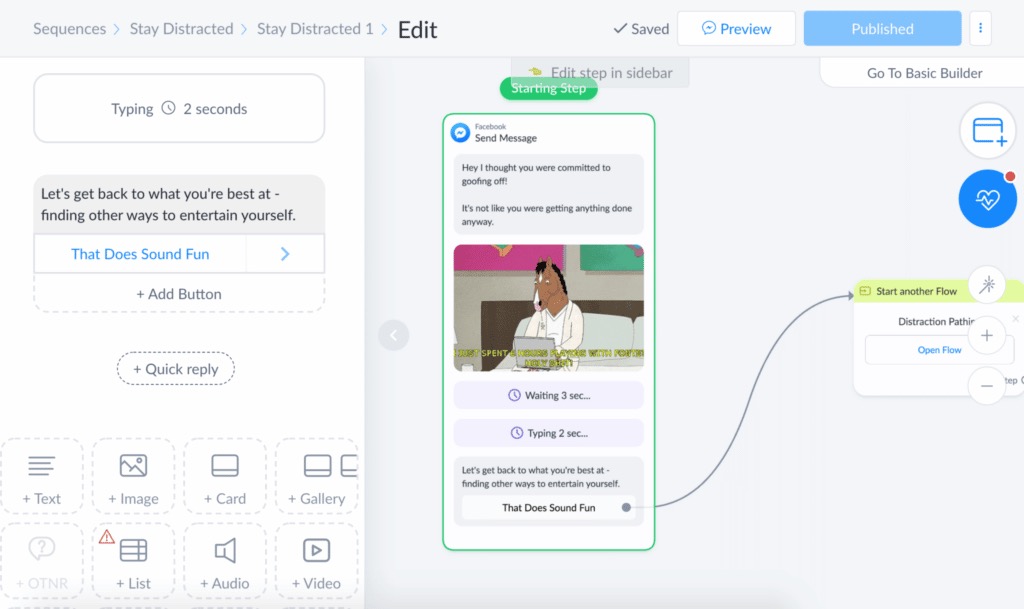 Sequences > Stay Distracted > Stay Distracted 1 > Edit
Saved
Preview
Published
Edit step in sidebar
Go To Basic Builder
Typing 2 seconds
Let's get back to what you're best at -
finding other ways to entertain yourself.
That Does Sound Fun
+ Add Button
+ Quick reply
+ Text
+ Image
+ Card
+ Gallery
+ OTNR
+ List
+ Audio
+ Video
Starting Step
Facebook
Send Message
Hey I thought you were committed to
goofing off!
It's not like you were getting anything done
anyway.
SPENT
WITH
Waiting 3 sec...
Typing 2 sec...
Let's get back to what you're best at -
finding other ways to entertain yourself.
That Does Sound Fun
Start another Flow
Distraction
Open Flow